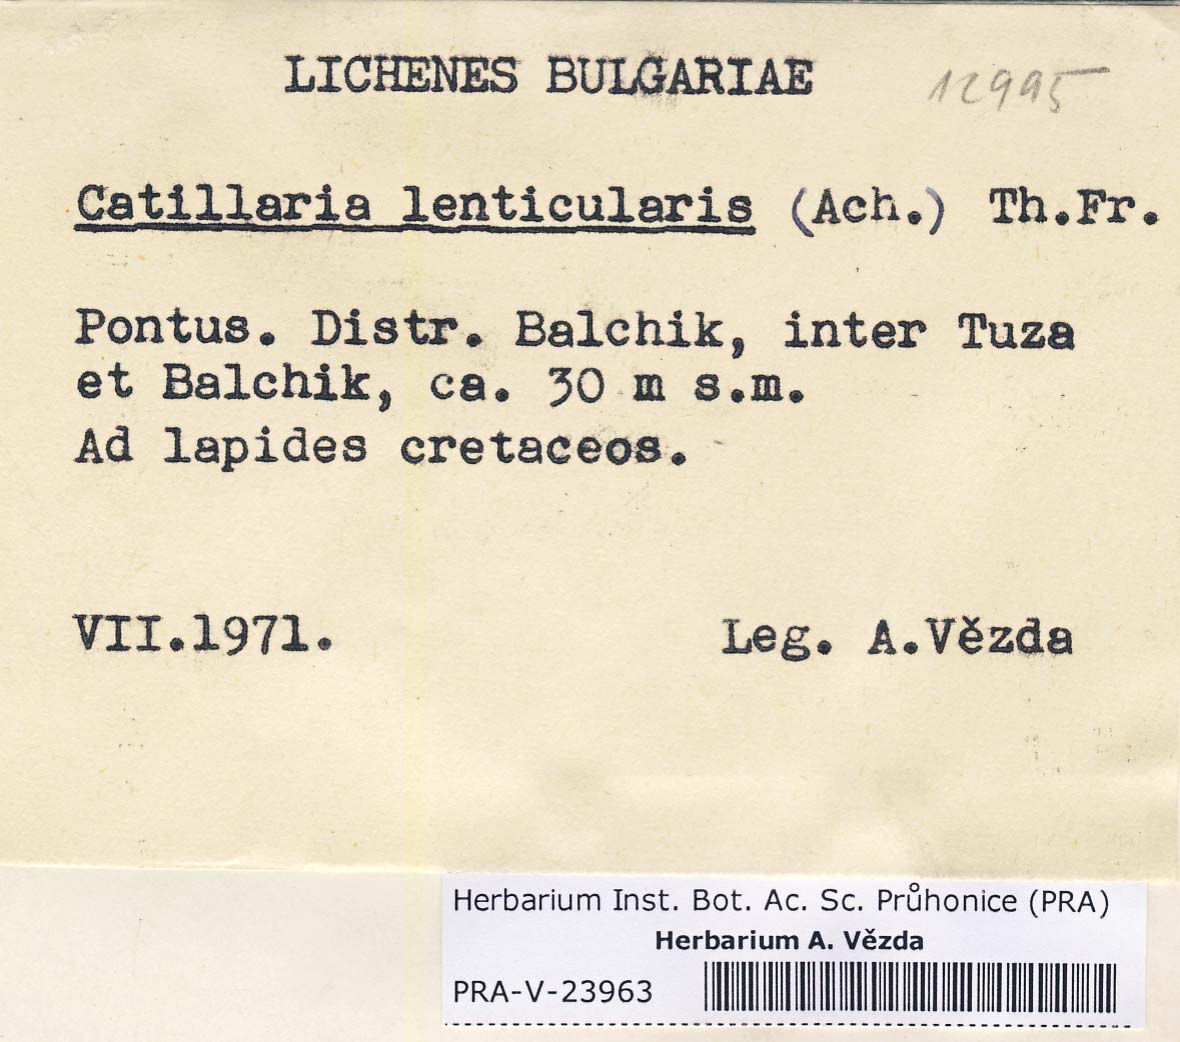 LICHENES BULGARIAE 12995
Catillaria lenticularis (Ach.) Th.Fr.
Pontus. Distr. Balchik, inter Tuza
et Balchik, ca. 30 m s.m.
Ad lapides cretaceos.
VII.1971. Leg. A.Vězda
Herbarium Inst. Bot. Ac. Sc. Průhonice (PRA)
Herbarium A. Vězda
PRA-V-23963